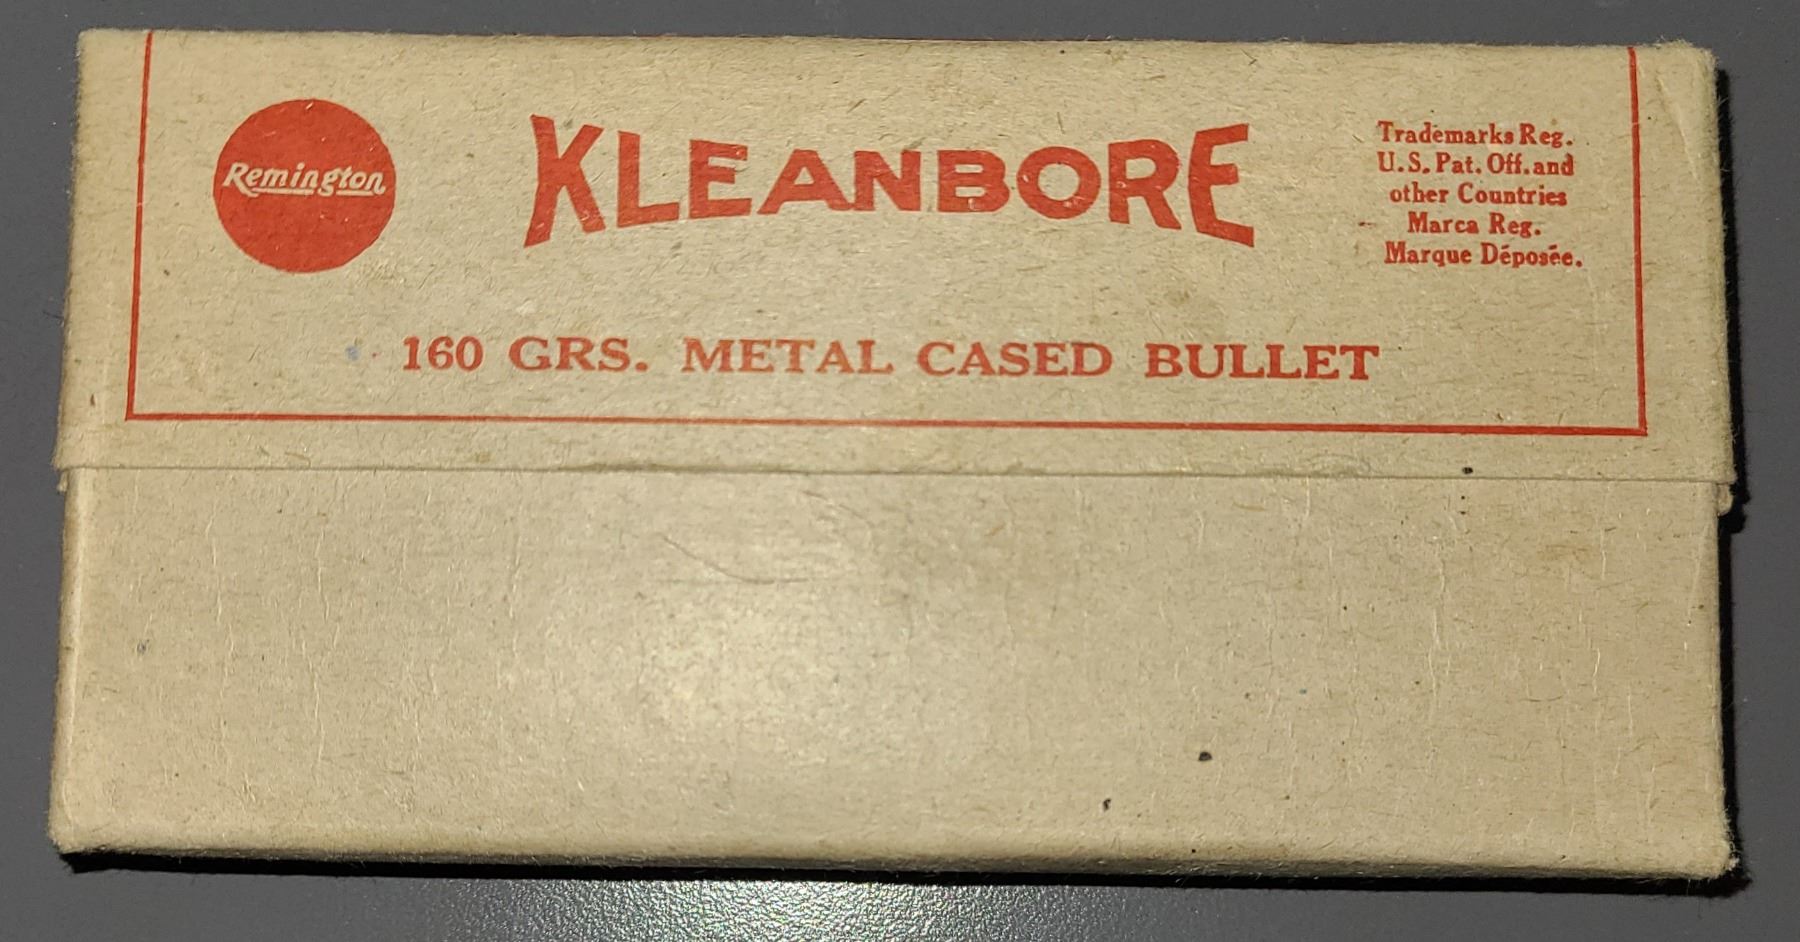 Remington
KLEANBORE
Trademarks Reg.
U.S. Pat. Off. and
other Countries
Marca Reg.
Marque Déposée.
160 GRS. METAL CASED BULLET